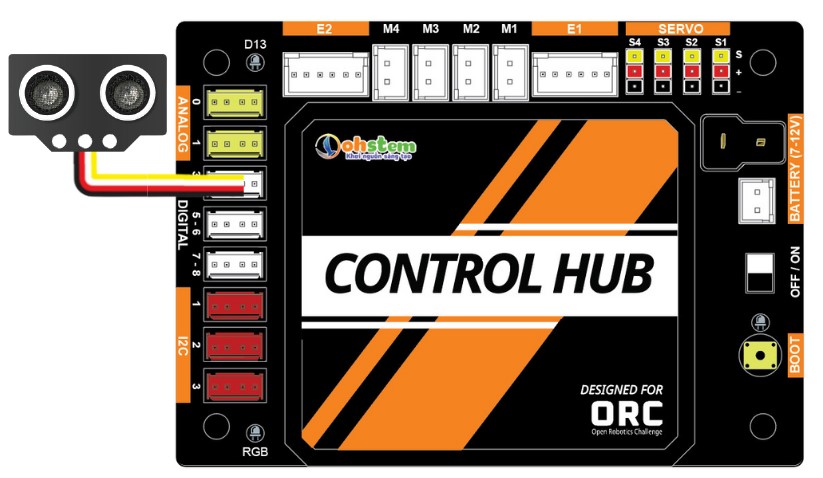 E2
M4
M3
M2
M1
E1
SERVO
S4
S3
S2
S1
S
+
-
D13
ANALOG
0
1
ohstem
Khơi nguồn sáng tạo
BATTERY (7-12V)
3
DIGITAL
5 - 6
7 - 8
CONTROL HUB
OFF / ON
I2C
1
2
3
BOOT
DESIGNED FOR
ORC
Open Robotics Challenge
RGB